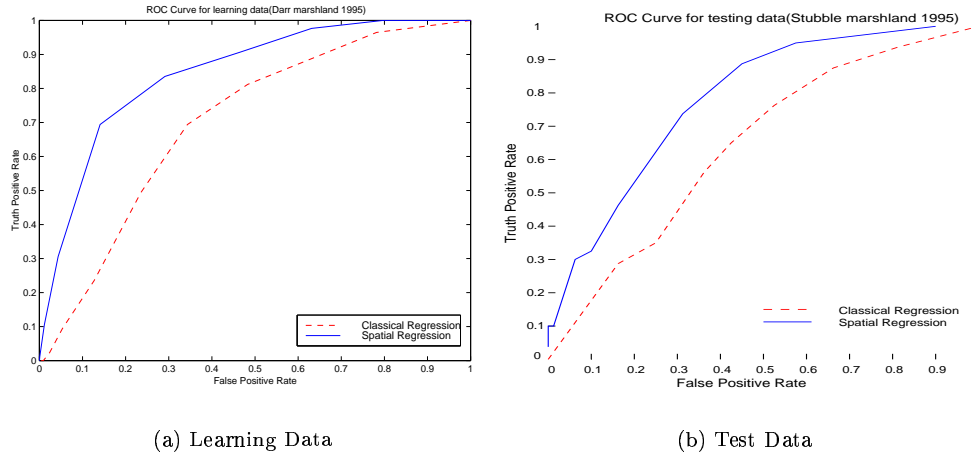 ROC Curve for learning data(Darr marshland 1995)
1
0.9
0.8
0.7
0.6
0.5
0.4
0.3
0.2
0.1
0
Truth Positive Rate
0 0.1 0.2 0.3 0.4 0.5 0.6 0.7 0.8 0.9 1
False Positive Rate
Classical Regression
Spatial Regression
(a) Learning Data
ROC Curve for testing data(Stubble marshland 1995)
1
0.9
0.8
0.7
0.6
0.5
0.4
0.3
0.2
0.1
0
Truth Positive Rate
0 0.1 0.2 0.3 0.4 0.5 0.6 0.7 0.8 0.9
False Positive Rate
Classical Regression
Spatial Regression
(b) Test Data